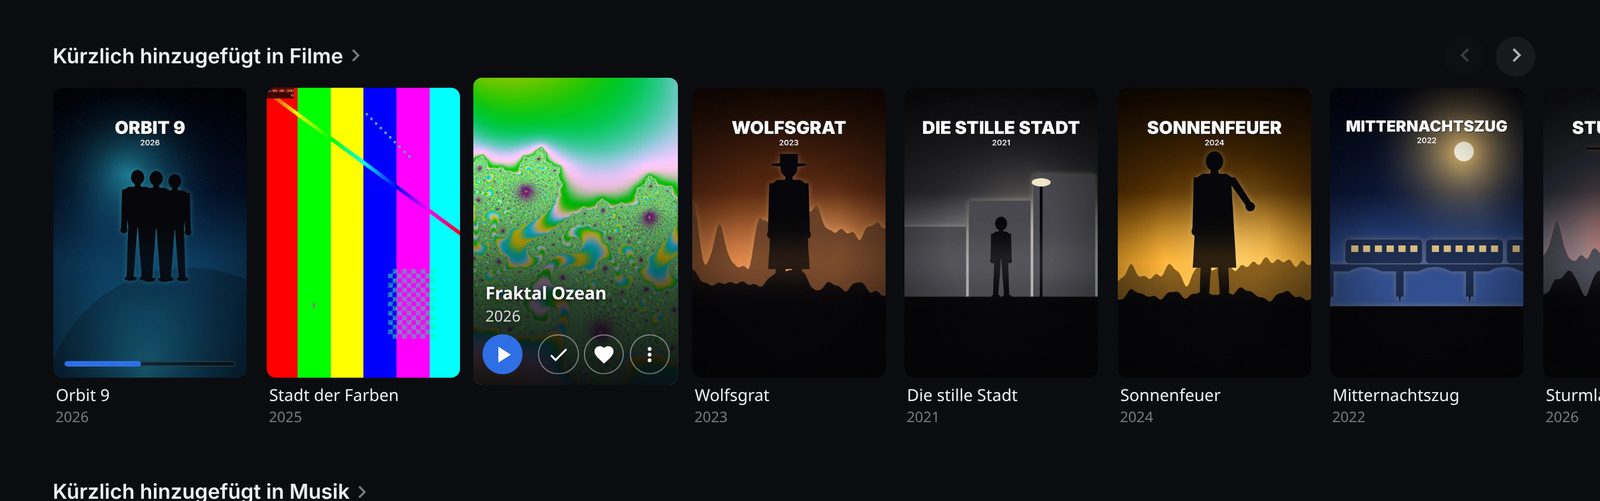 Kürzlich hinzugefügt in Filme
ORBIT 9
2026
Orbit 9
2026
Stadt der Farben
2025
Fraktal Ozean
2026
WOLFSGRAT
2023
Wolfsgrat
2023
DIE STILLE STADT
2021
Die stille Stadt
2021
SONNENFEUER
2024
Sonnenfeuer
2024
MITTERNACHTSZUG
2022
Mitternachtszug
2022
2026
Kürzlich hinzugefügt in Musik